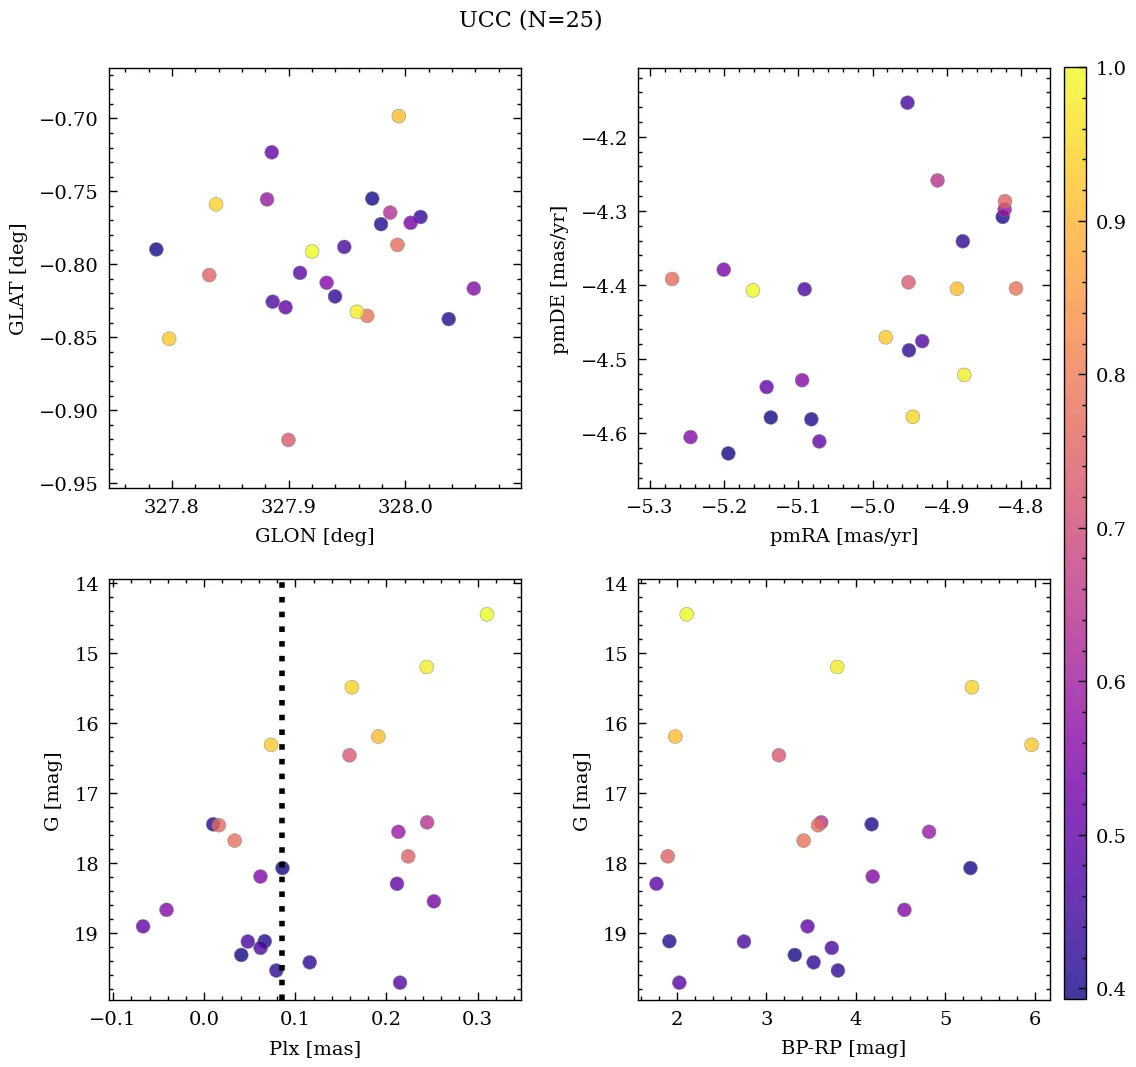 UCC (N=25)
−0.70
−0.75
−0.80
−0.85
−0.90
−0.95
GLAT [deg]
327.8 327.9 328.0
GLON [deg]
−4.2
−4.3
−4.4
−4.5
−4.6
pmDE [mas/yr]
−5.3 −5.2 −5.1 −5.0 −4.9 −4.8
pmRA [mas/yr]
14
15
16
17
18
19
G [mag]
−0.1 0.0 0.1 0.2 0.3
Plx [mas]
14
15
16
17
18
19
G [mag]
2 3 4 5 6
BP-RP [mag]
1.0
0.9
0.8
0.7
0.6
0.5
0.4